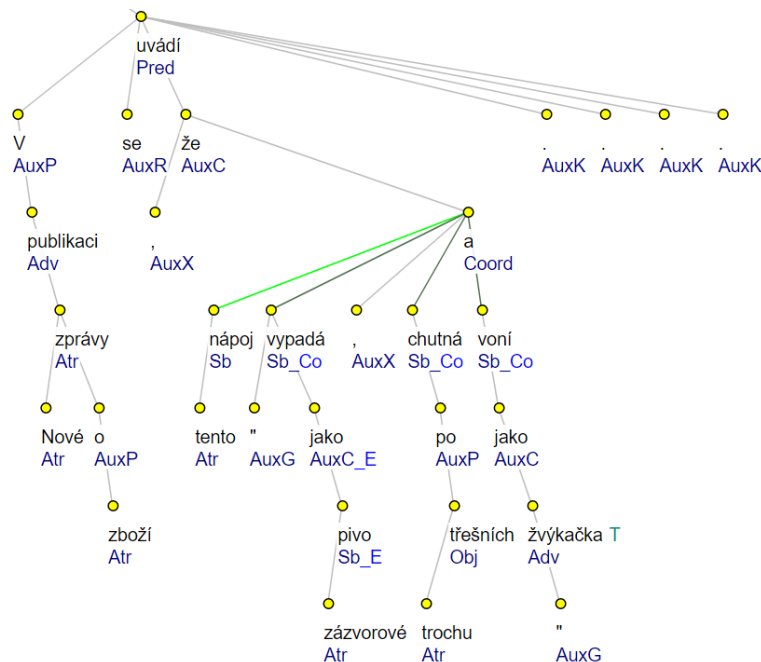 uvádí
Pred
V se že . . . .
AuxP AuxR AuxC AuxK AuxK AuxK AuxK
publikaci , a
Adv AuxX Coord
zprávy nápoj vypadá , chutná voní
Atr Sb Sb_Co AuxX Sb_Co Sb_Co
Nové o tento " jako po jako
Atr AuxP Atr AuxG AuxC_E AuxP AuxC
zboží pivo třešních žvýkačka T
Atr Sb_E Obj Adv
zázvorové trochu "
Atr Atr AuxG